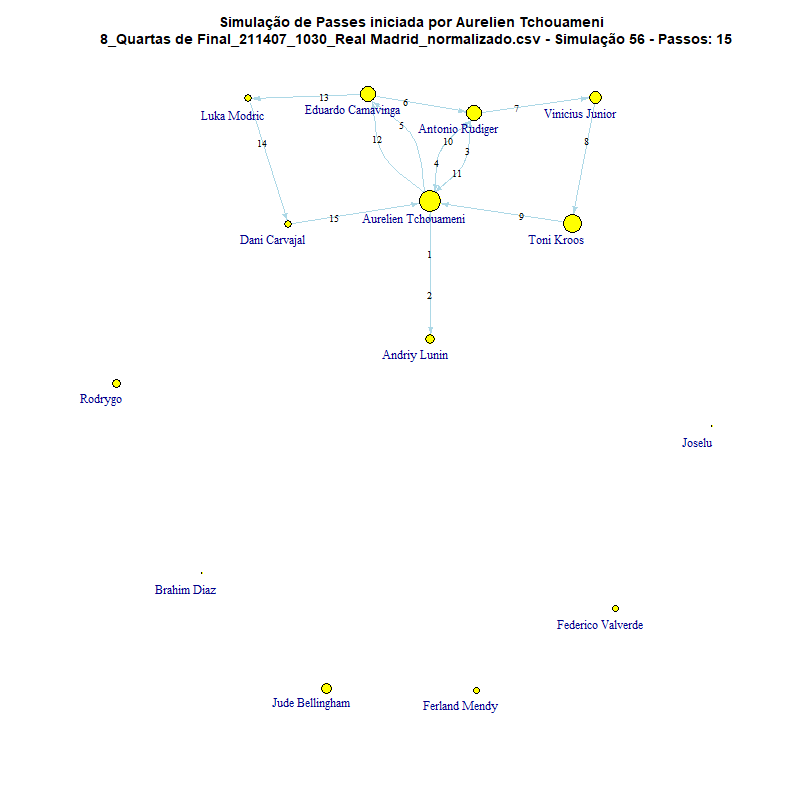 Simulação de Passes iniciada por Aurelien Tchouameni
8_Quartas de Final_211407_1030_Real Madrid_normalizado.csv - Simulação 56 - Passos: 15
13
6
7
Luka Modric
Eduardo Camavinga
Antonio Rudiger
Vinicius Junior
5
12
10
3
14
8
4
11
Aurelien Tchouameni
15
9
Dani Carvajal
Toni Kroos
1
2
Andriy Lunin
Rodrygo
Joselu
Brahim Diaz
Federico Valverde
Jude Bellingham
Ferland Mendy